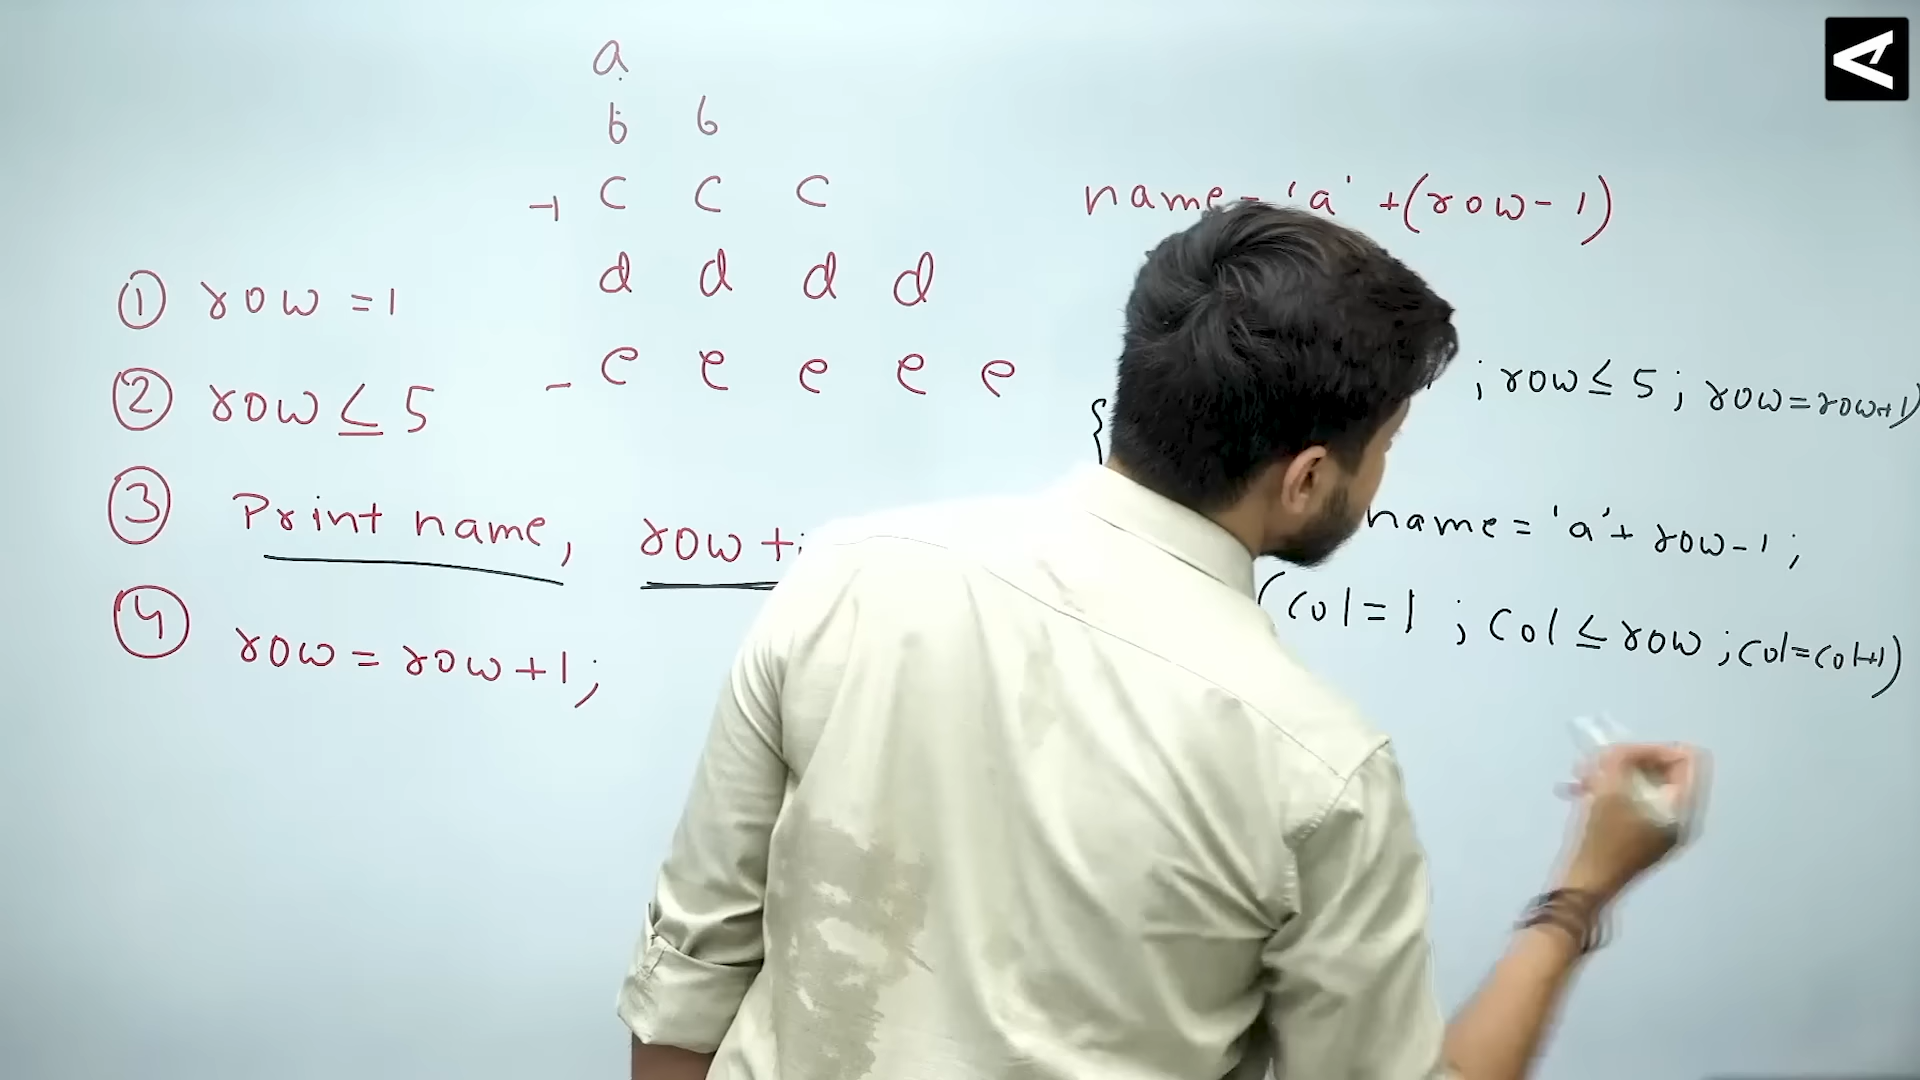 a
b b
c c c
d d d d
e e e e e
① row = 1
② row ≤ 5
③ Print name, row +
④ row = row + 1;
name = 'a' + (row - 1)
; row ≤ 5 ; row = row+1)
{
name = 'a' + row - 1 ;
(col = 1 ; col ≤ row ; col = col+1)